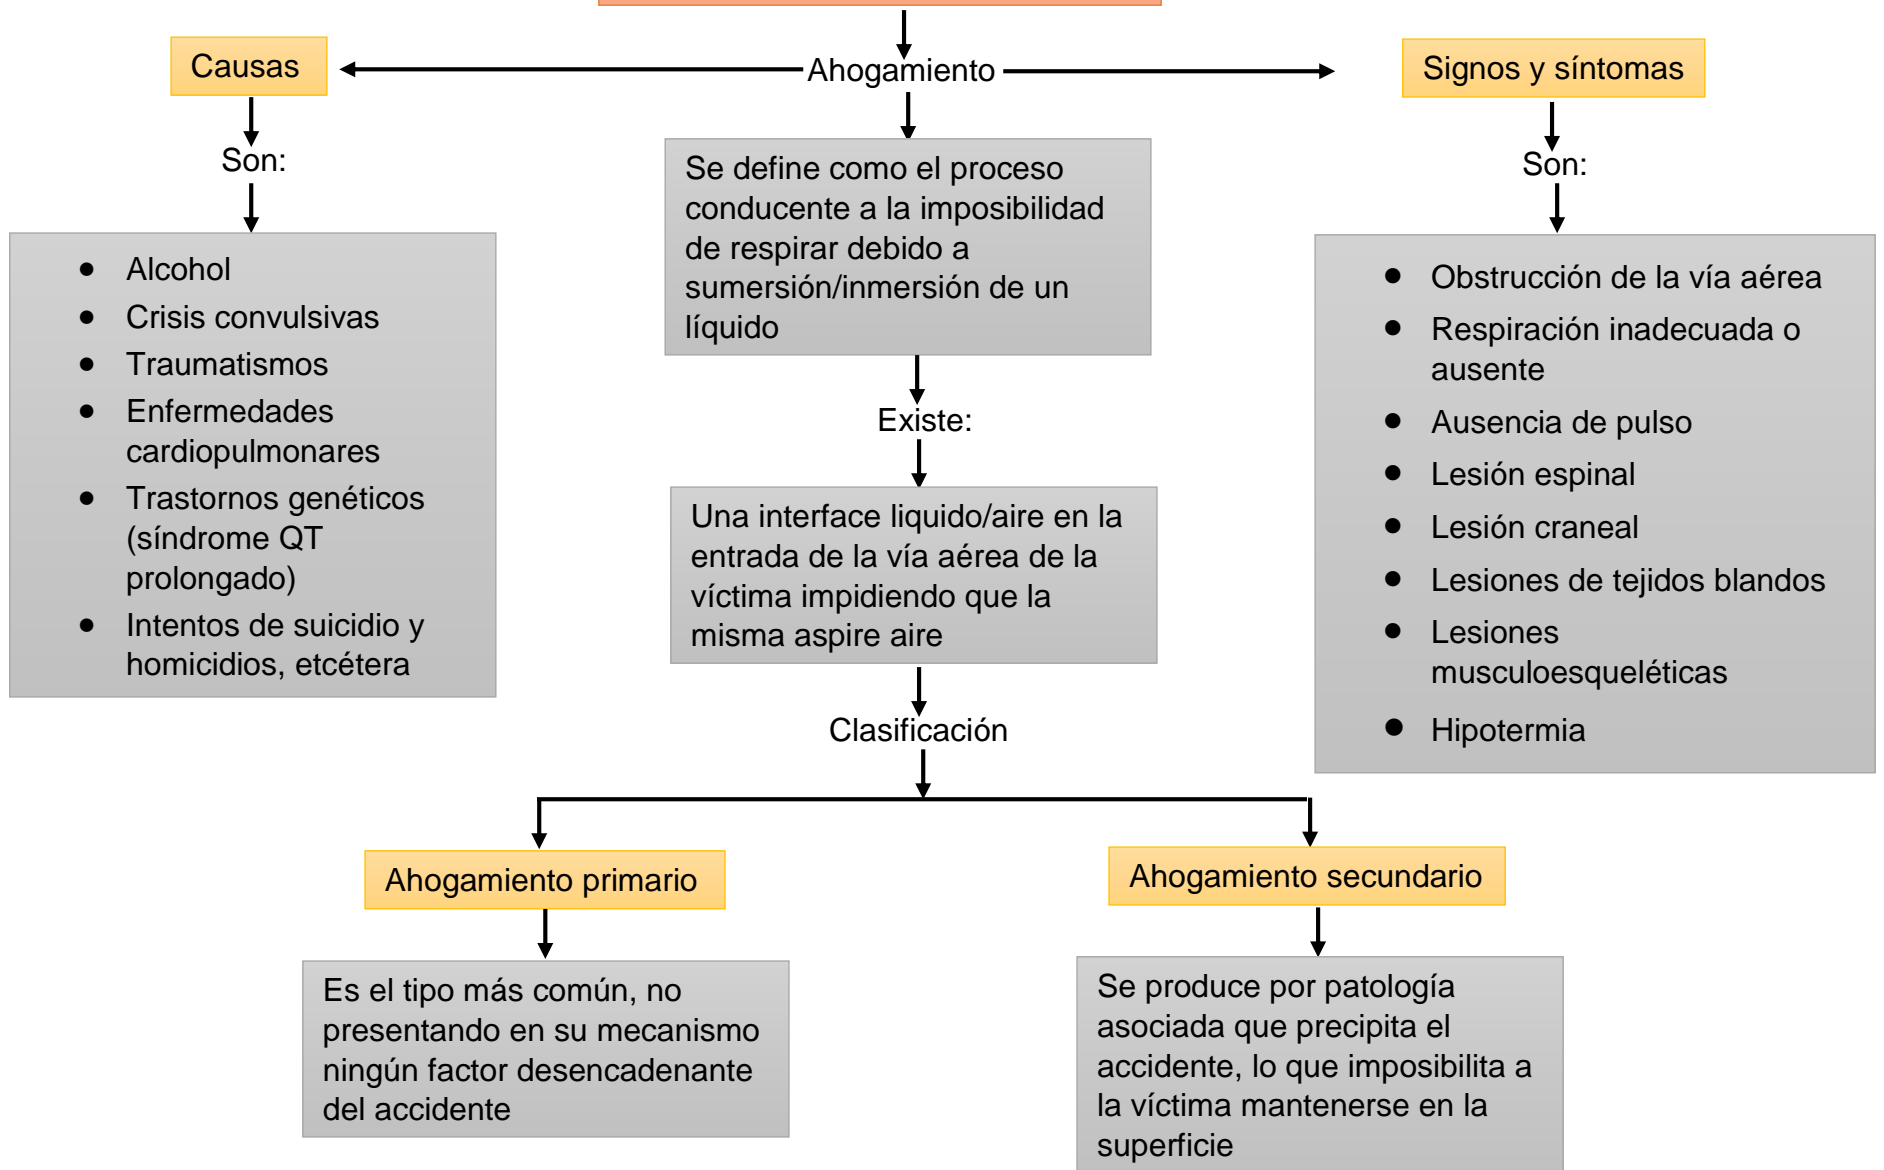 Causas
Ahogamiento
Signos y síntomas
Son:
Se define como el proceso
conducente a la imposibilidad
de respirar debido a
sumersión/inmersión de un
líquido
Son:
• Alcohol
• Crisis convulsivas
• Traumatismos
• Enfermedades
cardiopulmonares
• Trastornos genéticos
(síndrome QT
prolongado)
• Intentos de suicidio y
homicidios, etcétera
• Obstrucción de la vía aérea
• Respiración inadecuada o
ausente
• Ausencia de pulso
• Lesión espinal
• Lesión craneal
• Lesiones de tejidos blandos
• Lesiones
musculoesqueléticas
• Hipotermia
Existe:
Una interface liquido/aire en la
entrada de la vía aérea de la
víctima impidiendo que la
misma aspire aire
Clasificación
Ahogamiento primario
Ahogamiento secundario
Es el tipo más común, no
presentando en su mecanismo
ningún factor desencadenante
del accidente
Se produce por patología
asociada que precipita el
accidente, lo que imposibilita a
la víctima mantenerse en la
superficie